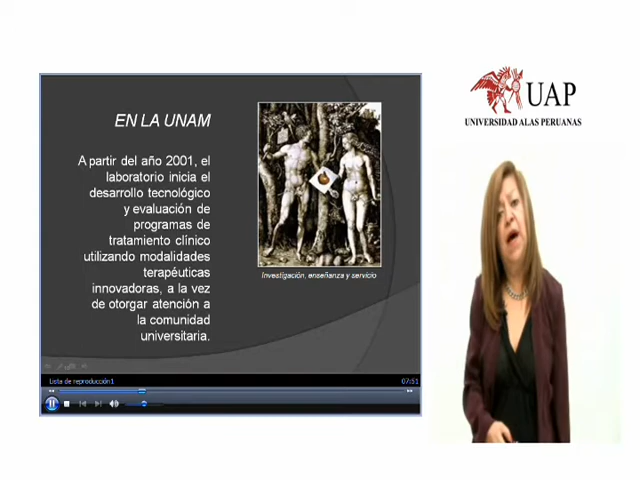 EN LA UNAM
A partir del año 2001, el
laboratorio inicia el
desarrollo tecnológico
y evaluación de
programas de
tratamiento clínico
utilizando modalidades
terapéuticas
innovadoras, a la vez
de otorgar atención a
la comunidad
universitaria.
Investigación, enseñanza y servicio
Lista de reproducción1
07:51
UAP
UNIVERSIDAD ALAS PERUANAS